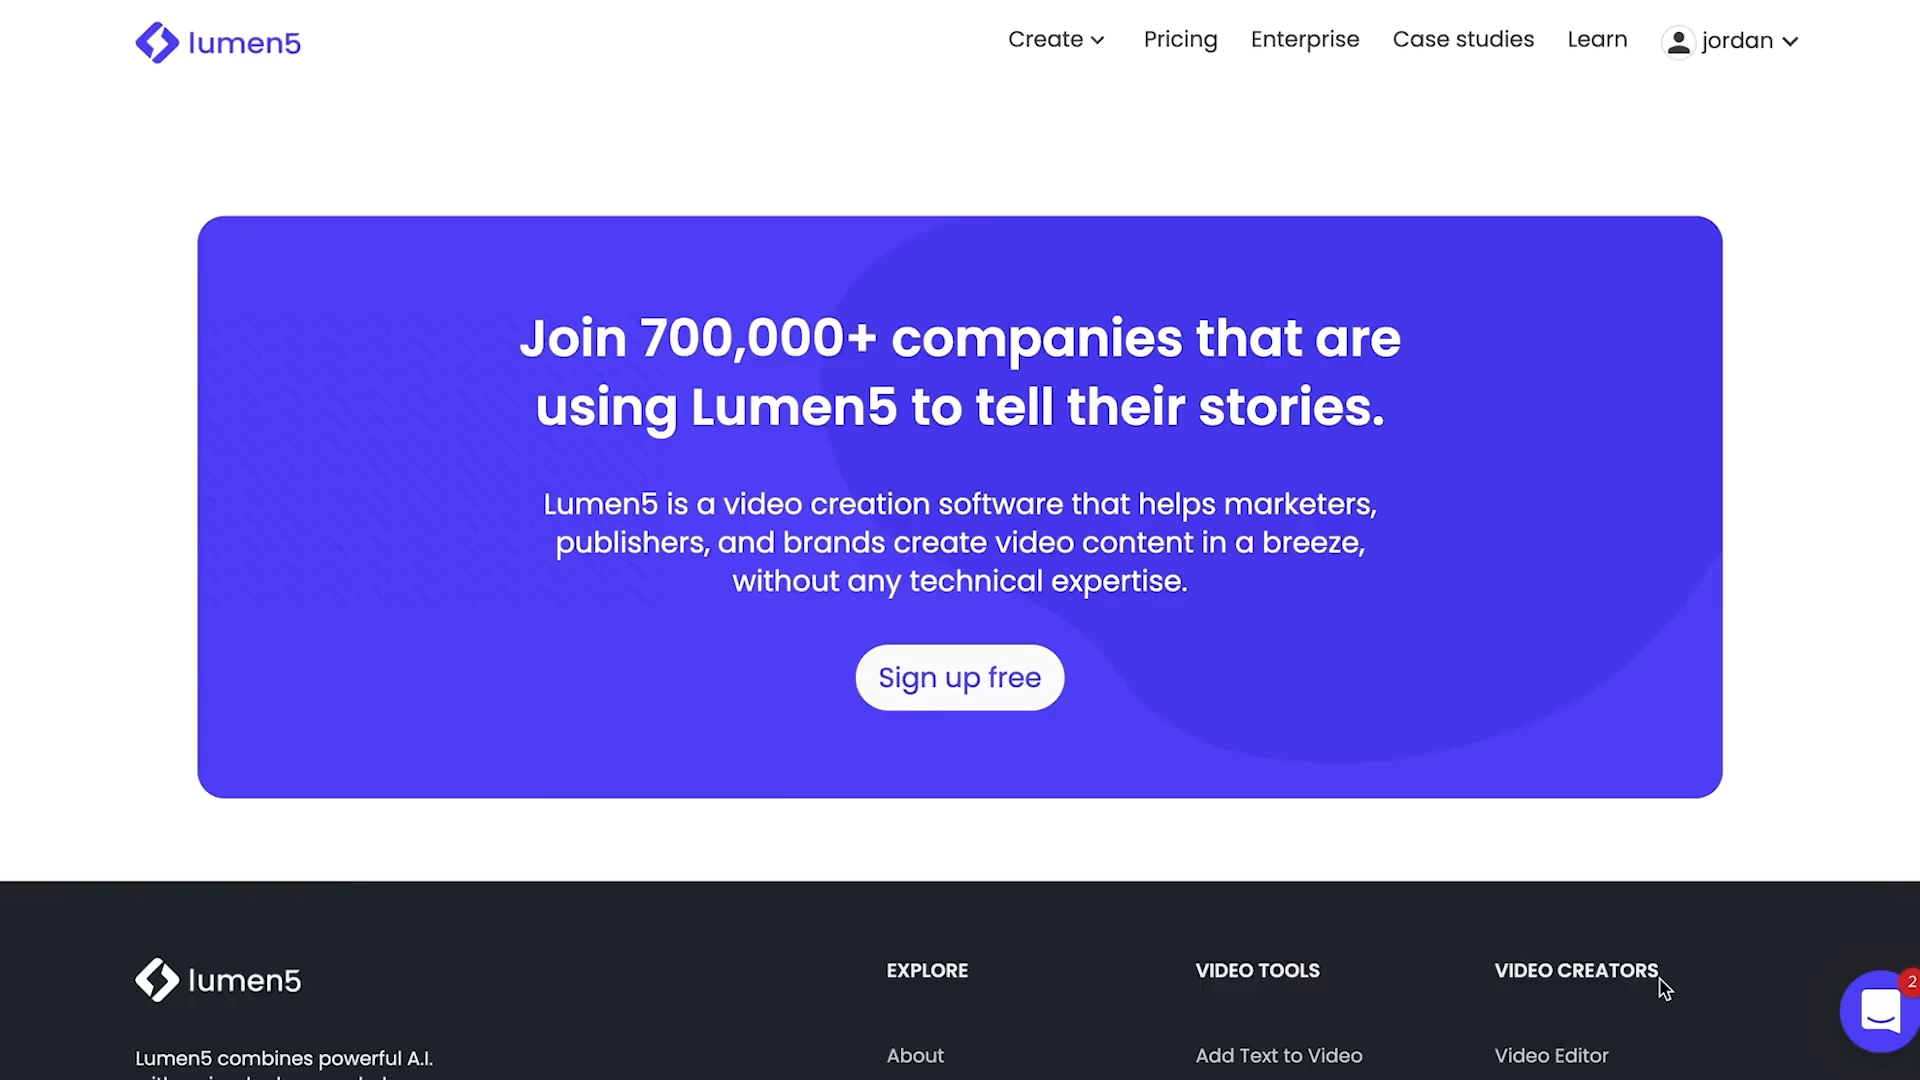 lumen5
Create
Pricing
Enterprise
Case studies
Learn
jordan
Join 700,000+ companies that are
using Lumen5 to tell their stories.
Lumen5 is a video creation software that helps marketers,
publishers, and brands create video content in a breeze,
without any technical expertise.
Sign up free
lumen5
Lumen5 combines powerful A.I.
EXPLORE
About
VIDEO TOOLS
Add Text to Video
VIDEO CREATORS
Video Editor
2